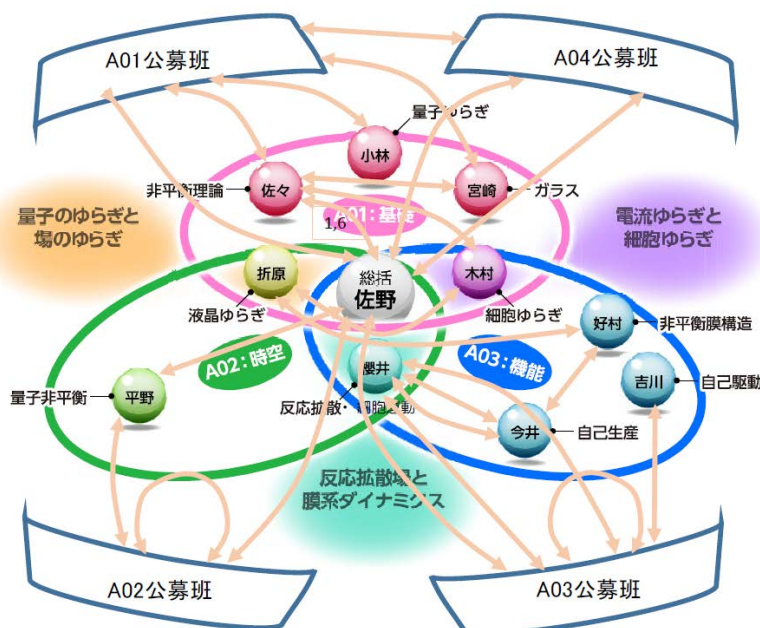 A01公募班
A04公募班
量子ゆらぎ
小林
非平衡理論
佐々
宮崎
ガラス
A01:基礎
1,6
量子のゆらぎと
場のゆらぎ
電流ゆらぎと
細胞ゆらぎ
折原
液晶ゆらぎ
総括
佐野
木村
細胞ゆらぎ
好村
非平衡膜構造
A02:時空
A03:機能
櫻井
吉川
自己駆動
量子非平衡
平野
反応拡散・細胞運動
今井
自己生産
反応拡散場と
膜系ダイナミクス
A02公募班
A03公募班